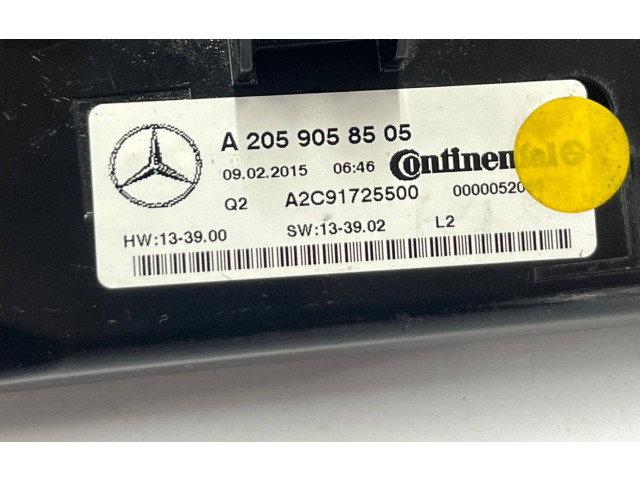 A 205 905 85 05
09.02.2015 06:46 Continental
Q2 A2C91725500
HW:13-39.00 SW:13-39.02 L2